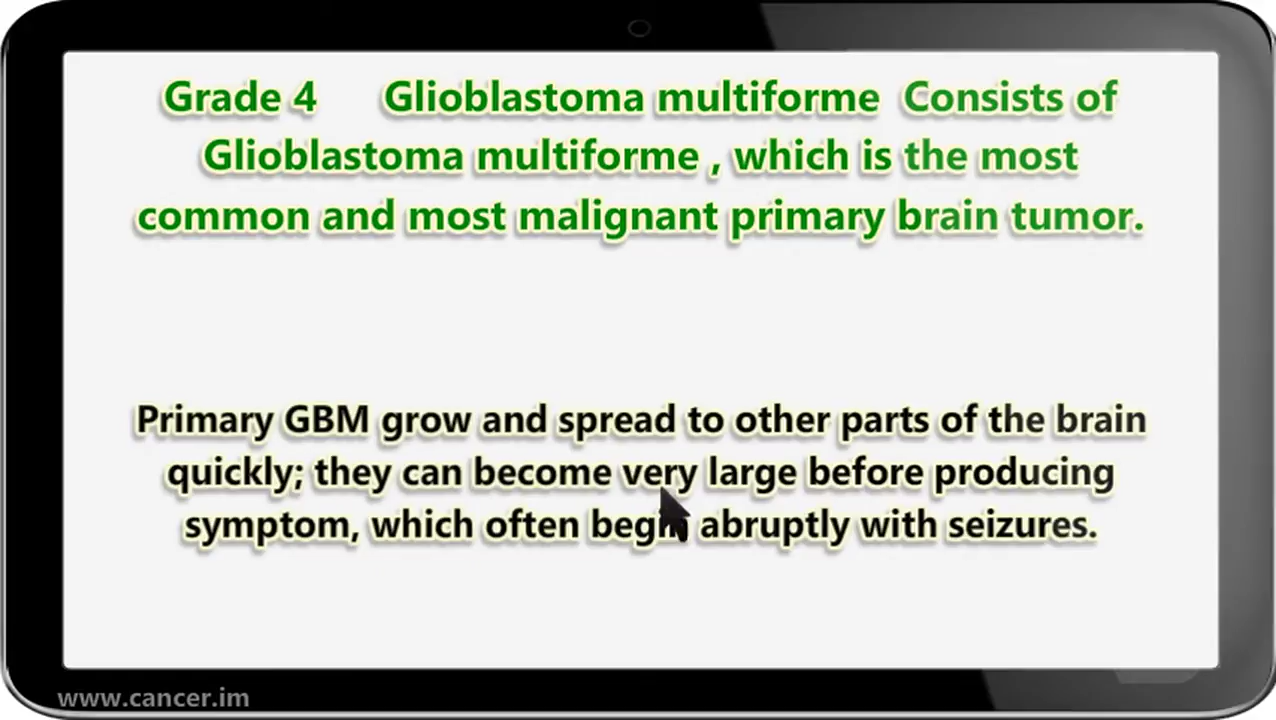 Grade 4 Glioblastoma multiforme Consists of
Glioblastoma multiforme , which is the most
common and most malignant primary brain tumor.
Primary GBM grow and spread to other parts of the brain
quickly; they can become very large before producing
symptom, which often begin abruptly with seizures.
www.cancer.im